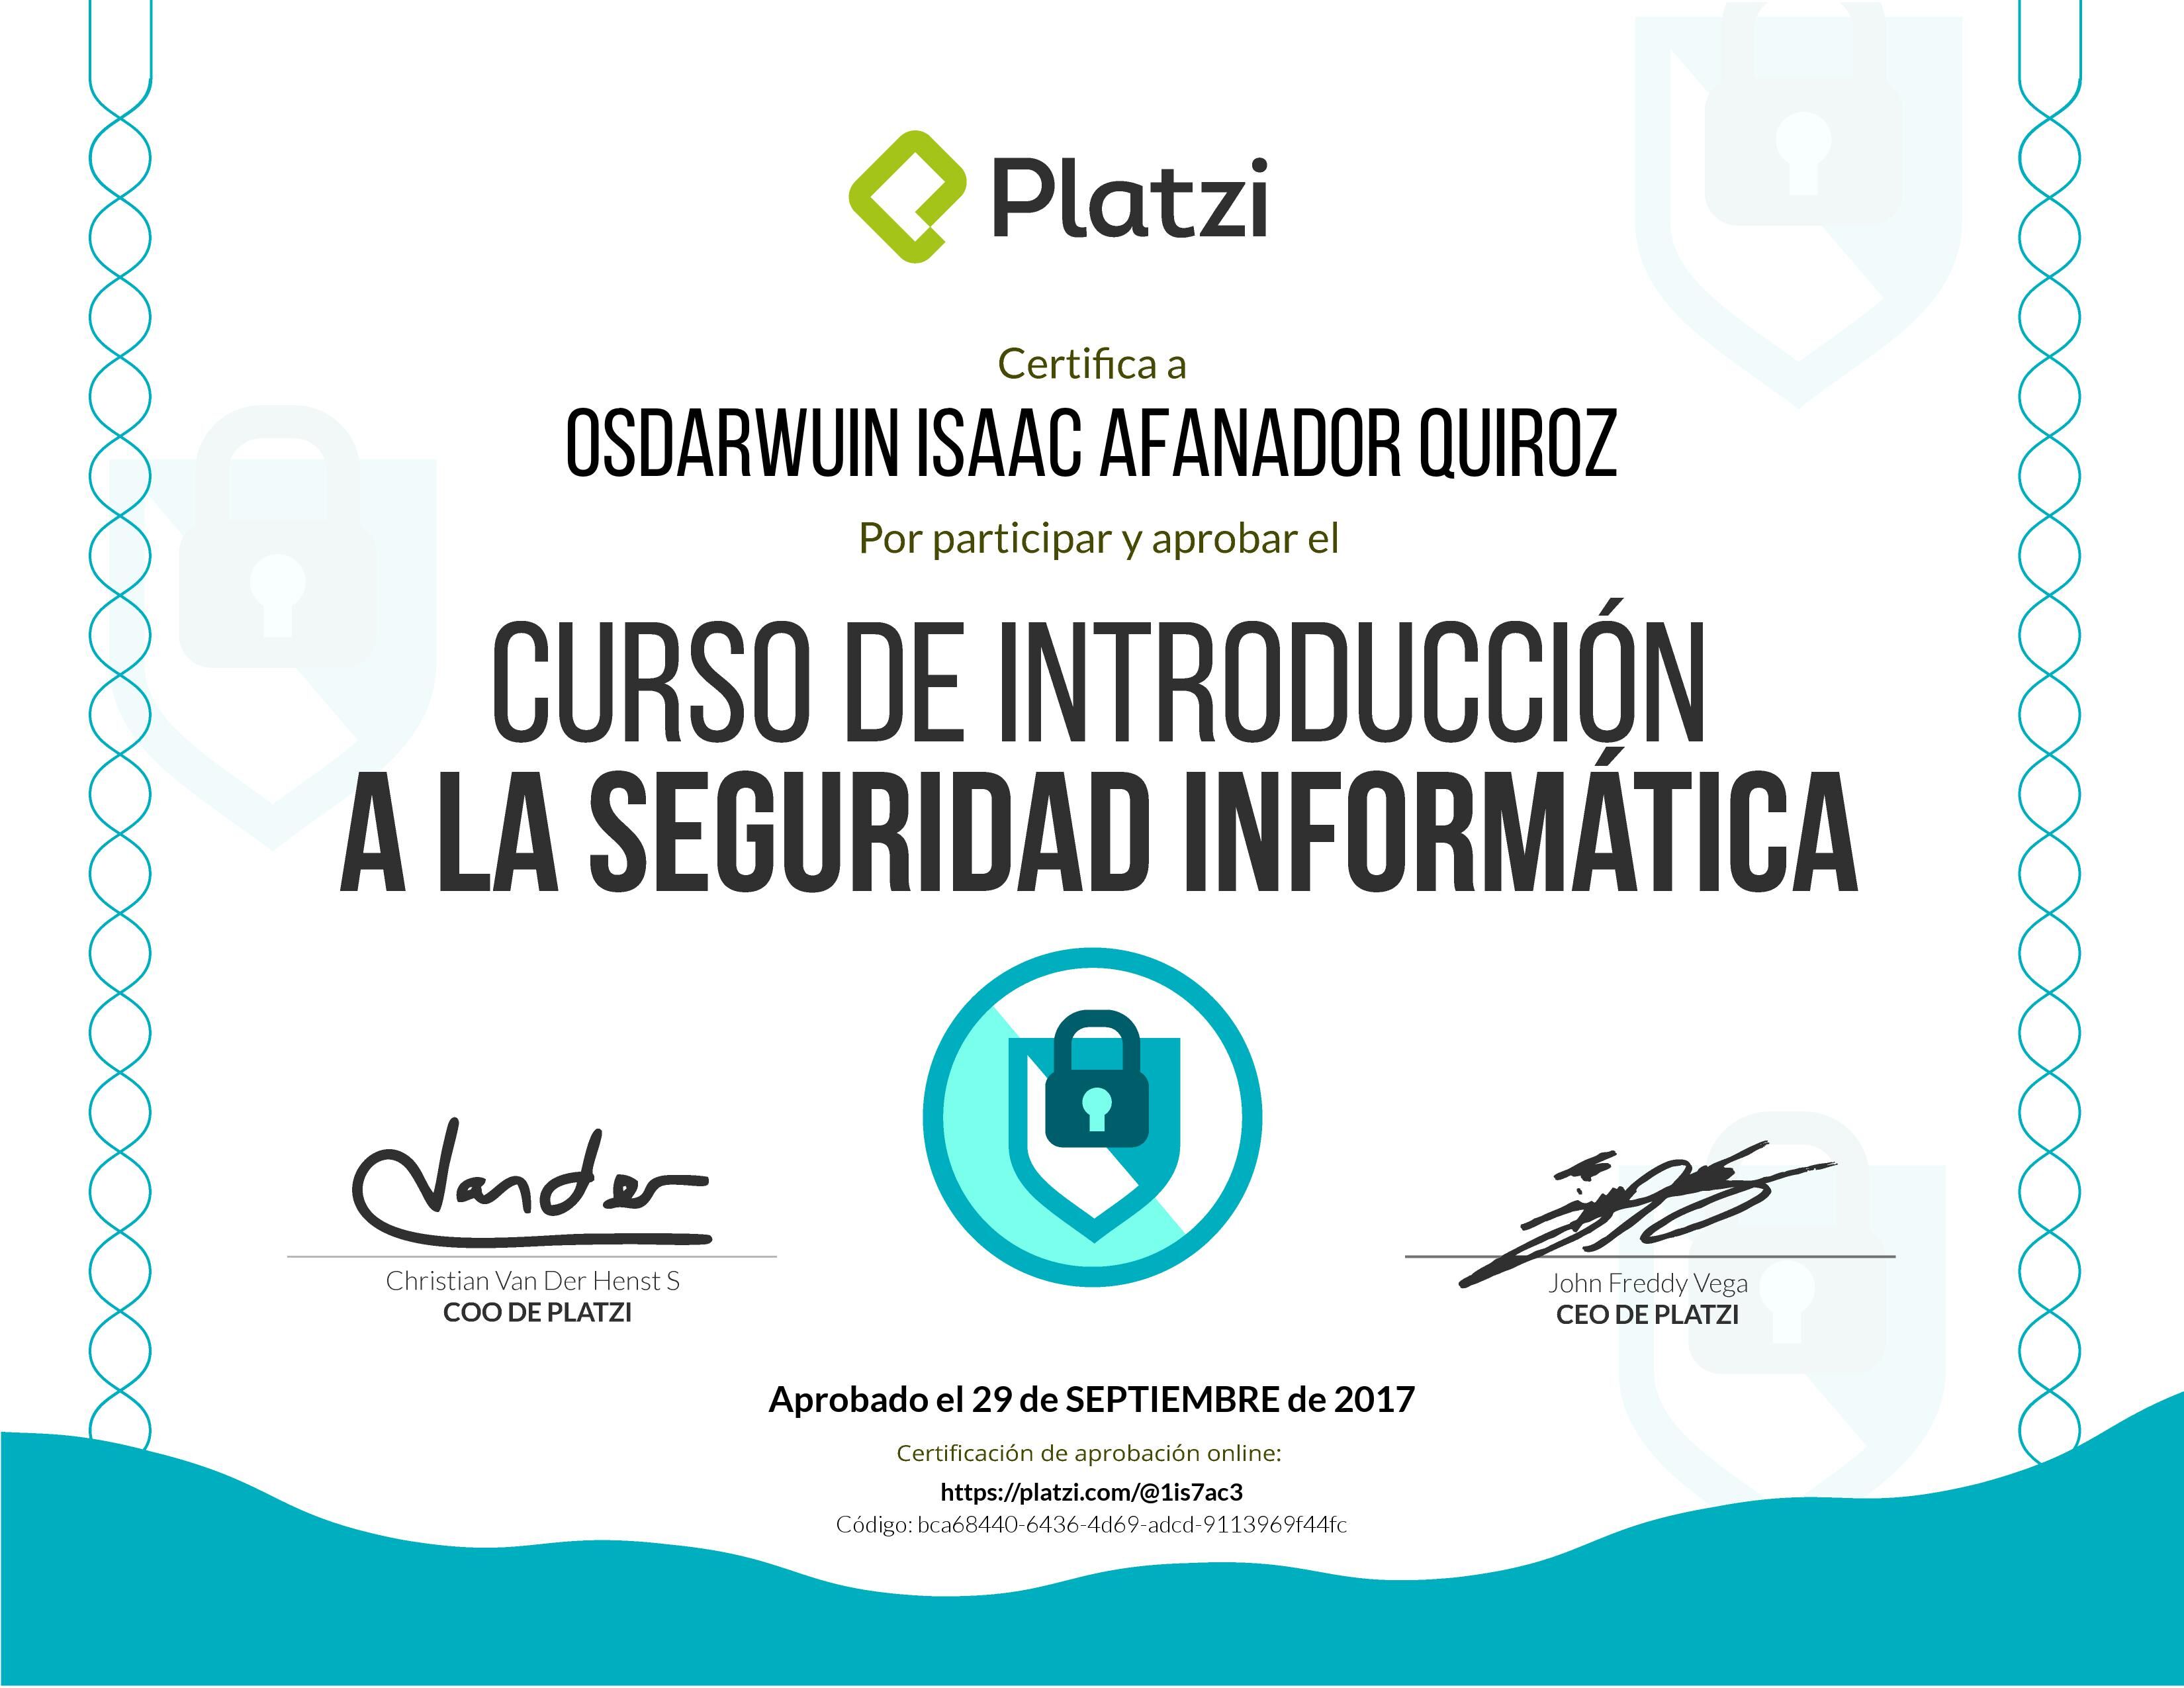 Platzi
Certifica a
OSDARWUIN ISAAC AFANADOR QUIROZ
Por participar y aprobar el
CURSO DE INTRODUCCIÓN
A LA SEGURIDAD INFORMÁTICA
Vander
Christian Van Der Henst S
COO DE PLATZI
John Freddy Vega
CEO DE PLATZI
Aprobado el 29 de SEPTIEMBRE de 2017
Certificación de aprobación online:
https://platzi.com/@1is7ac3
Código: bca68440-6436-4d69-adcd-9113969f44fc